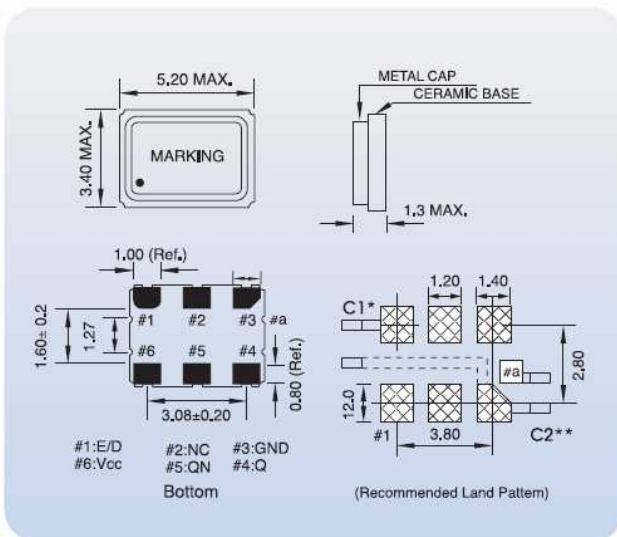 5.20 MAX.
3.40 MAX.
MARKING
METAL CAP
CERAMIC BASE
1.3 MAX.
1.00 (Ref.)
1.60± 0.2
1.27
#1 #2 #3
#a
#6 #5 #4
0.80 (Ref.)
3.08±0.20
#1:E/D #2:NC #3:GND
#6:Vcc #5:QN #4:Q
Bottom
1.20 1.40
C1*
2.80
#a
12.0
#1
3.80
C2**
(Recommended Land Pattem)